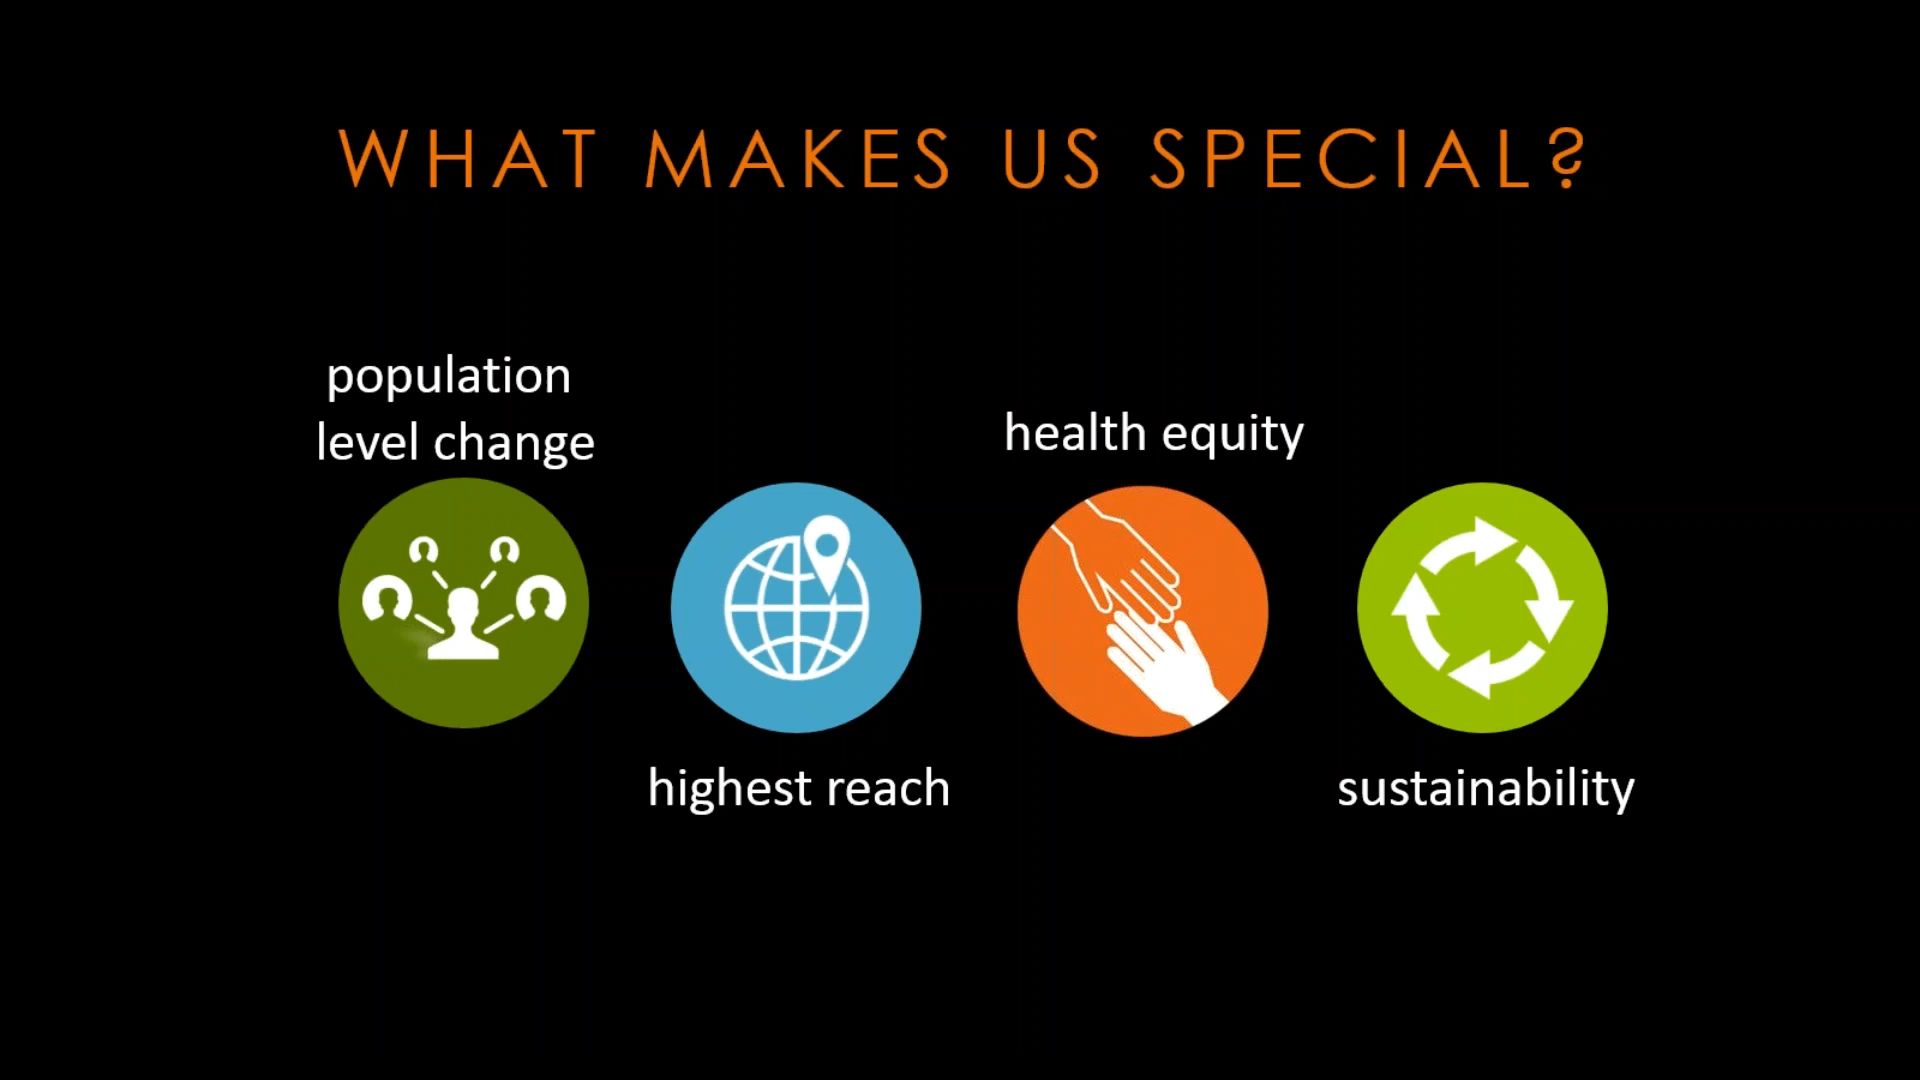 WHAT MAKES US SPECIAL?
population
level change
highest reach
health equity
sustainability